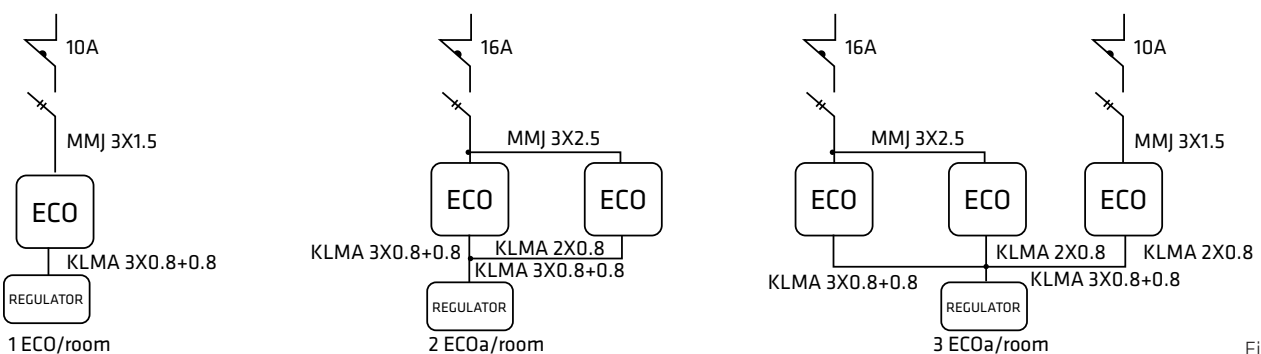 10A
MMJ 3X1.5
ECO
KLMA 3X0.8+0.8
REGULATOR
1 ECO/room
16A
MMJ 3X2.5
ECO
ECO
KLMA 3X0.8+0.8
KLMA 2X0.8
KLMA 3X0.8+0.8
REGULATOR
2 ECOa/room
16A
10A
MMJ 3X2.5
MMJ 3X1.5
ECO
ECO
ECO
KLMA 2X0.8
KLMA 2X0.8
KLMA 3X0.8+0.8
KLMA 3X0.8+0.8
REGULATOR
3 ECOa/room